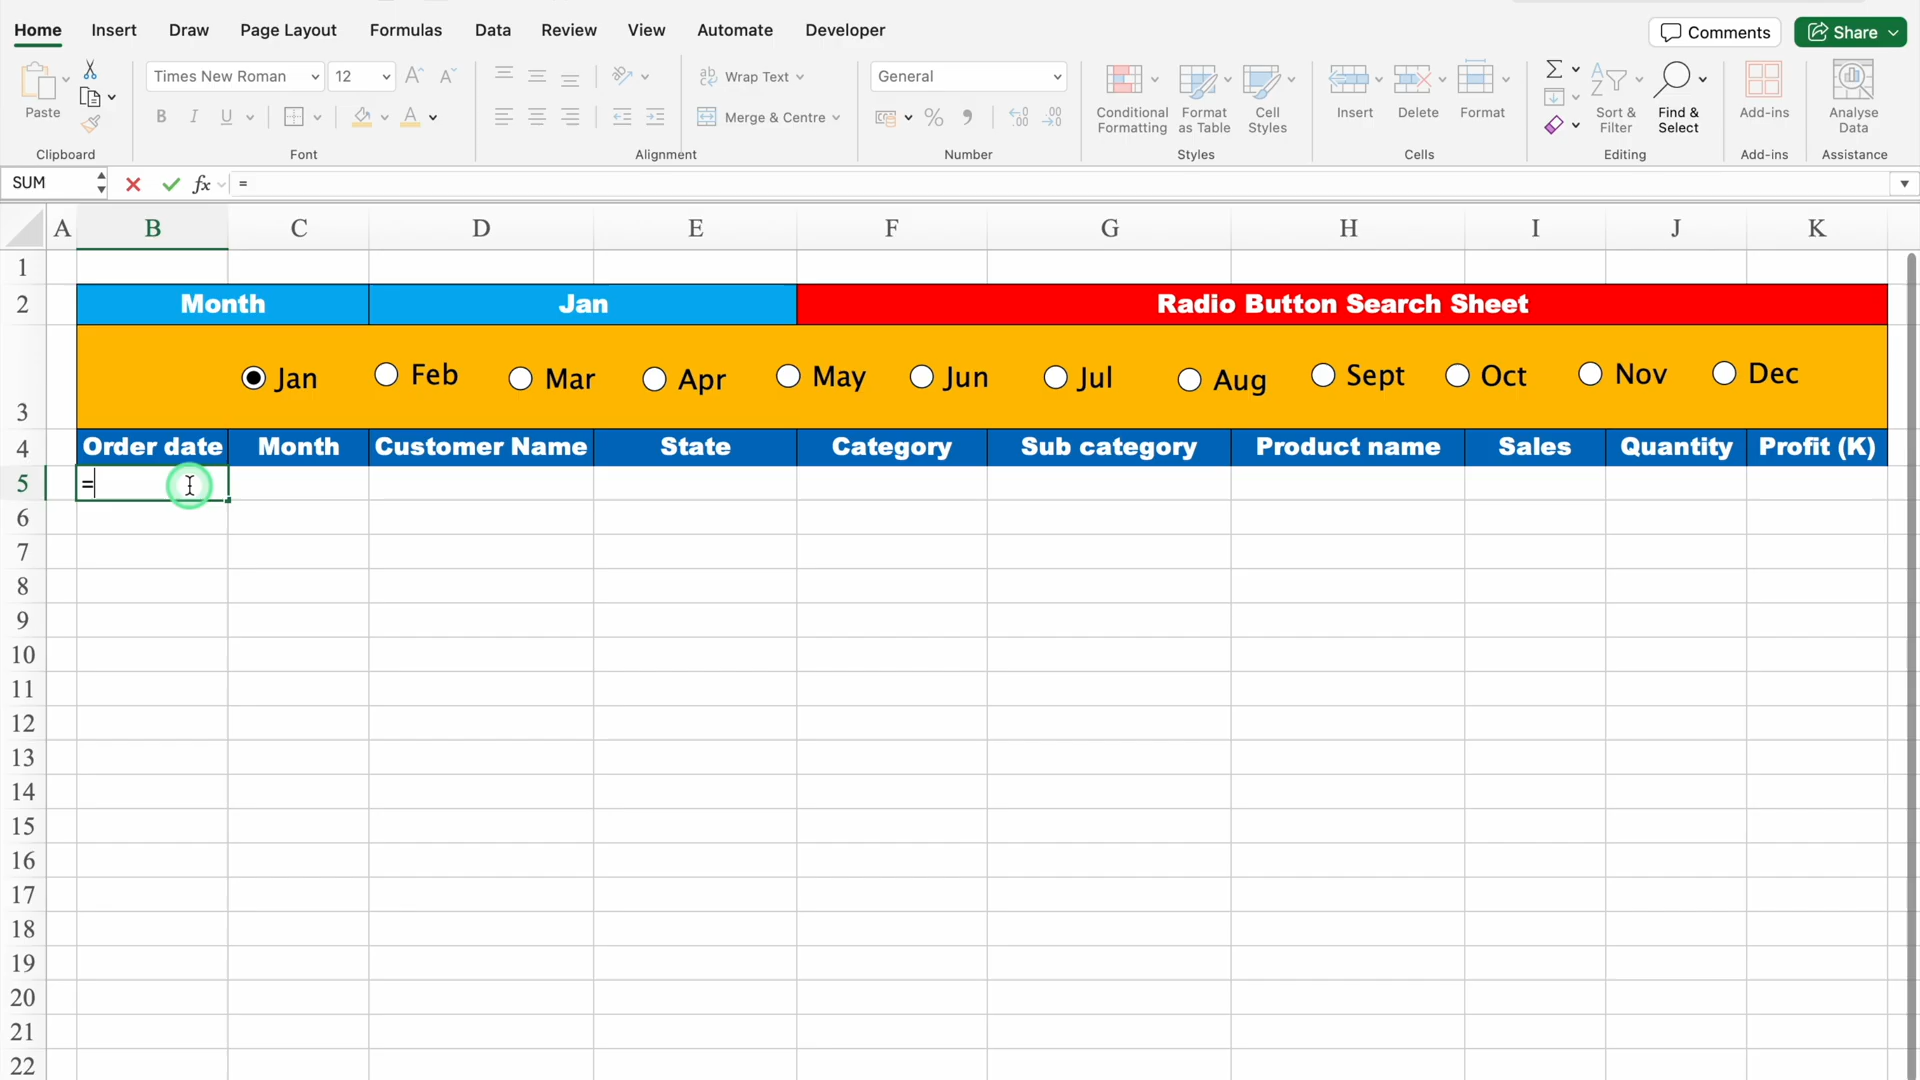 Home Insert Draw Page Layout Formulas Data Review View Automate Developer Comments Share
Times New Roman 12 Wrap Text General
Paste B I U Merge & Centre % Conditional Formatting Format as Table Cell Styles Insert Delete Format Sort & Filter Find & Select Add-ins Analyse Data
Clipboard Font Alignment Number Styles Cells Editing Add-ins Assistance
SUM fx =
A B C D E F G H I J K
1
2 Month Jan Radio Button Search Sheet
3 Jan Feb Mar Apr May Jun Jul Aug Sept Oct Nov Dec
4 Order date Month Customer Name State Category Sub category Product name Sales Quantity Profit (K)
5 =
6
7
8
9
10
11
12
13
14
15
16
17
18
19
20
21
22